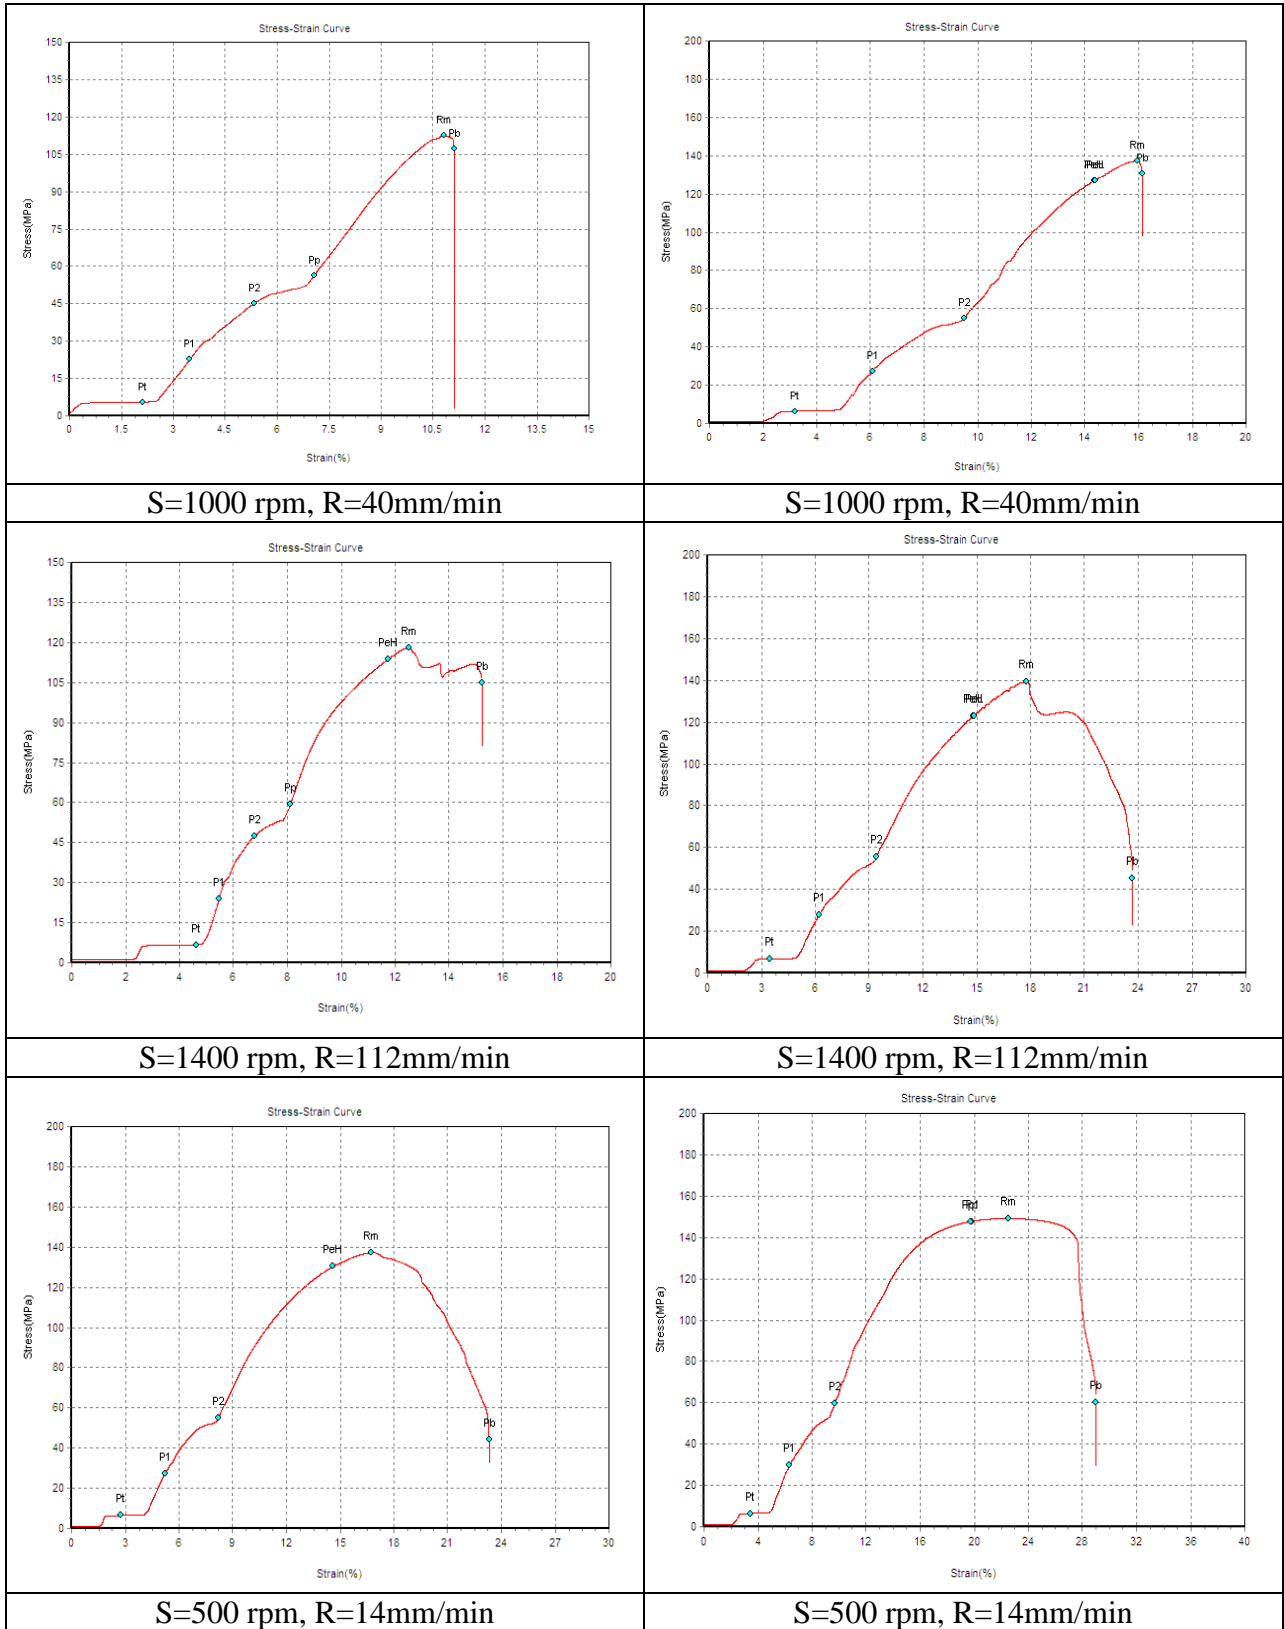 Stress-Strain Curve
150
135
120
105
90
75
60
45
30
15
0
Stress(MPa)
Rm
Pb
Pp
P2
P1
Pt
0 1.5 3 4.5 6 7.5 9 10.5 12 13.5 15
Strain(%)
Stress-Strain Curve
200
180
160
140
120
100
80
60
40
20
0
Stress(MPa)
Rm
Pb
P2
P1
Pt
0 2 4 6 8 10 12 14 16 18 20
Strain(%)
S=1000 rpm, R=40mm/min
S=1000 rpm, R=40mm/min
Stress-Strain Curve
150
135
120
105
90
75
60
45
30
15
0
Stress(MPa)
Rm
PeH
Pb
Pp
P2
P1
Pt
0 2 4 6 8 10 12 14 16 18 20
Strain(%)
Stress-Strain Curve
200
180
160
140
120
100
80
60
40
20
0
Stress(MPa)
Rm
P2
Pb
P1
Pt
0 3 6 9 12 15 18 21 24 27 30
Strain(%)
S=1400 rpm, R=112mm/min
S=1400 rpm, R=112mm/min
Stress-Strain Curve
200
180
160
140
120
100
80
60
40
20
0
Stress(MPa)
Rm
PeH
P2
Pb
P1
Pt
0 3 6 9 12 15 18 21 24 27 30
Strain(%)
Stress-Strain Curve
200
180
160
140
120
100
80
60
40
20
0
Stress(MPa)
Rm
P2
Pb
P1
Pt
0 4 8 12 16 20 24 28 32 36 40
Strain(%)
S=500 rpm, R=14mm/min
S=500 rpm, R=14mm/min